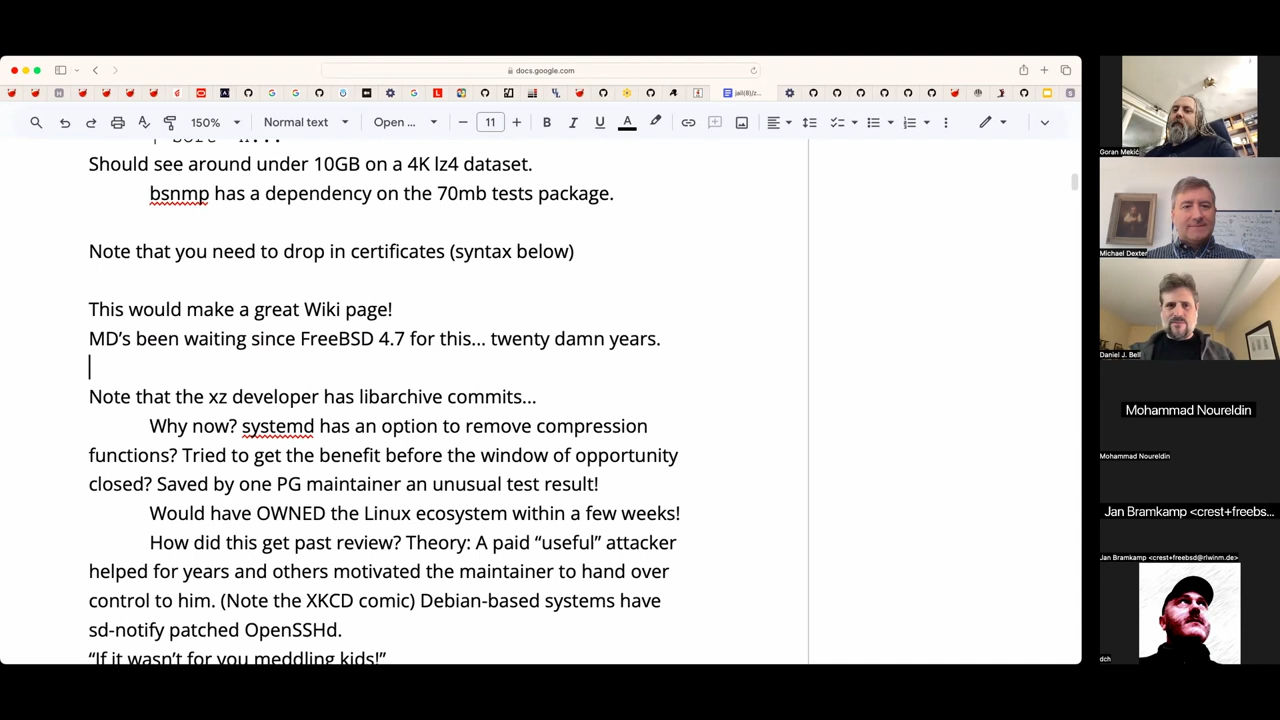 docs.google.com
jail(8)/z...
150%
Normal text
Open ...
11
B I U A
Should see around under 10GB on a 4K lz4 dataset.
bsnmp has a dependency on the 70mb tests package.
Note that you need to drop in certificates (syntax below)
This would make a great Wiki page!
MD’s been waiting since FreeBSD 4.7 for this... twenty damn years.
Note that the xz developer has libarchive commits...
Why now? systemd has an option to remove compression
functions? Tried to get the benefit before the window of opportunity
closed? Saved by one PG maintainer an unusual test result!
Would have OWNED the Linux ecosystem within a few weeks!
How did this get past review? Theory: A paid “useful” attacker
helped for years and others motivated the maintainer to hand over
control to him. (Note the XKCD comic) Debian-based systems have
sd-notify patched OpenSSHd.
“If it wasn’t for you meddling kids!”
Goran Mekić
Michael Dexter
Daniel J. Bell
Mohammad Noureldin
Mohammad Noureldin
Jan Bramkamp <crest+freebs...
Jan Bramkamp <crest+freebsd@rlwinm.de>
dch